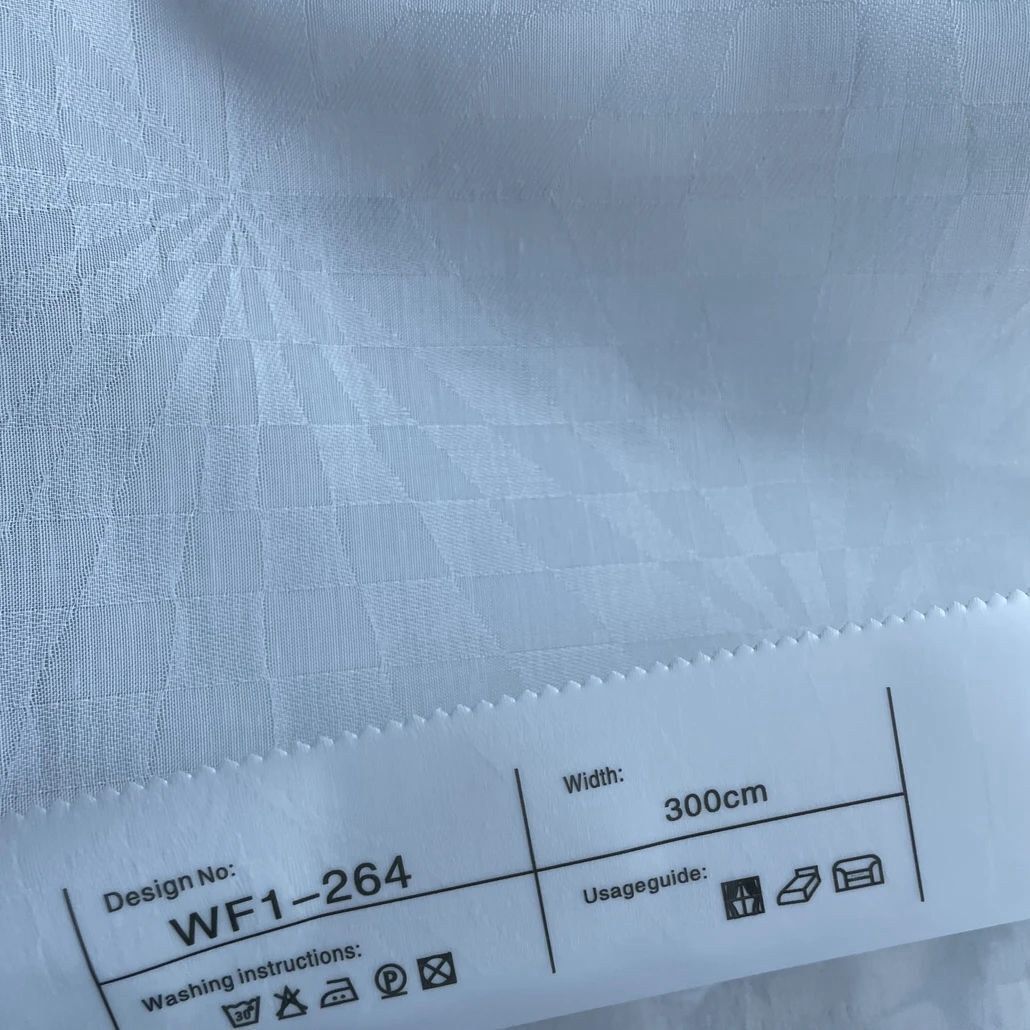 Design No:
WF1-264
Width:
300cm
Washing instructions:
30°
P
Usageguide: